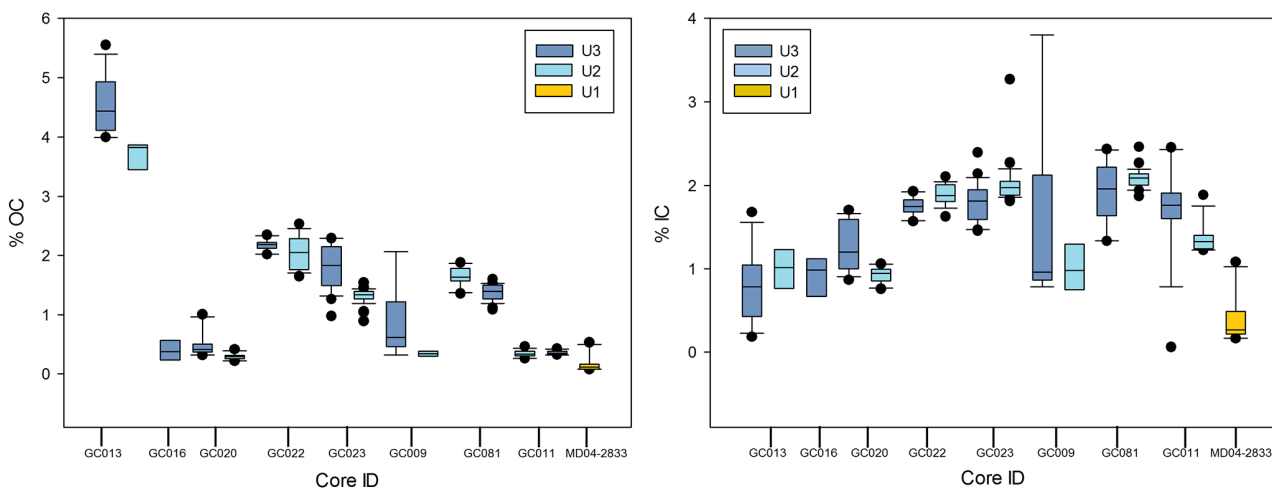 % OC
6
5
4
3
2
1
0
U3
U2
U1
GC013 GC016 GC020 GC022 GC023 GC009 GC081 GC011 MD04-2833
Core ID
% IC
4
3
2
1
0
U3
U2
U1
GC013 GC016 GC020 GC022 GC023 GC009 GC081 GC011 MD04-2833
Core ID